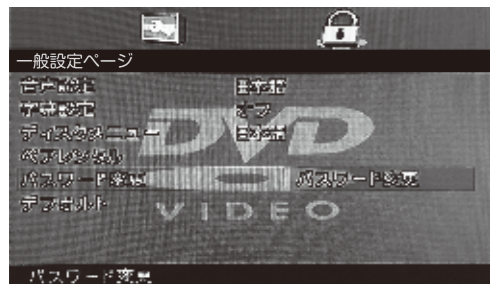 一般設定ページ
音声設定 日本語
字幕設定 オフ
ディスクメニュー 日本語
ペアレンタル
パスワード変更 パスワード変更
デフォルト
DVD
VIDEO
パスワード変更